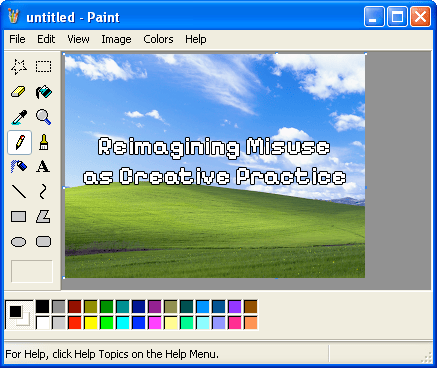 untitled - Paint
File Edit View Image Colors Help
A
Reimagining Misuse
as Creative Practice
For Help, click Help Topics on the Help Menu.